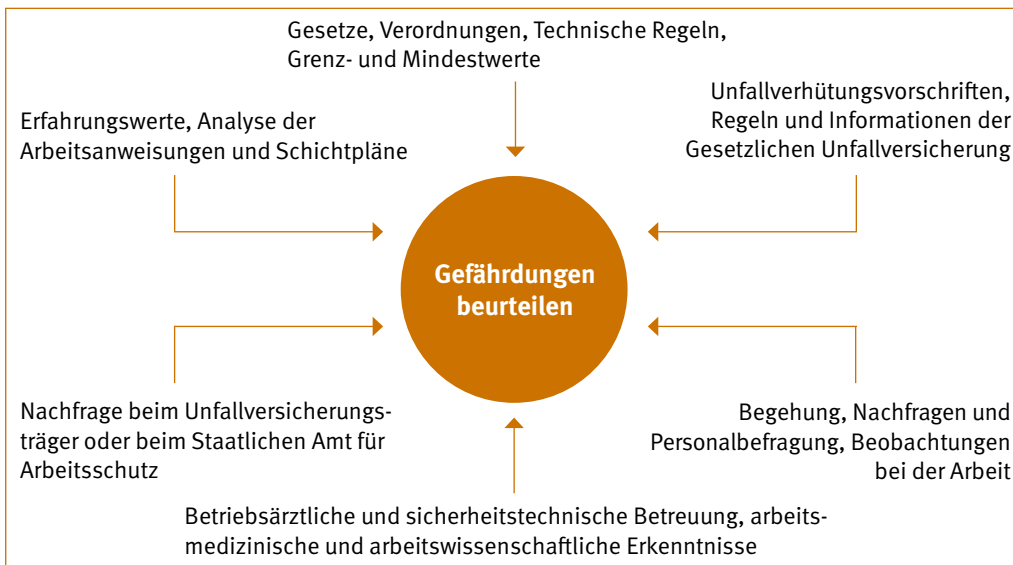 Gesetze, Verordnungen, Technische Regeln,
Grenz- und Mindestwerte
Erfahrungswerte, Analyse der
Arbeitsanweisungen und Schichtpläne
Unfallverhütungsvorschriften,
Regeln und Informationen der
Gesetzlichen Unfallversicherung
Gefährdungen
beurteilen
Nachfrage beim Unfallversicherungs-
träger oder beim Staatlichen Amt für
Arbeitsschutz
Begehung, Nachfragen und
Personalbefragung, Beobachtungen
bei der Arbeit
Betriebsärztliche und sicherheitstechnische Betreuung, arbeits-
medizinische und arbeitswissenschaftliche Erkenntnisse